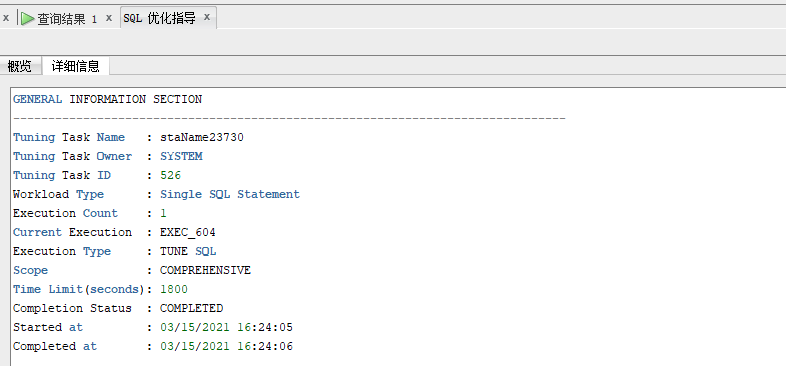 x 查询结果 1 x SQL 优化指导 x
概览 详细信息
GENERAL INFORMATION SECTION
-------------------------------------------------------------------------------
Tuning Task Name   : staName23730
Tuning Task Owner  : SYSTEM
Tuning Task ID     : 526
Workload Type      : Single SQL Statement
Execution Count    : 1
Current Execution  : EXEC_604
Execution Type     : TUNE SQL
Scope              : COMPREHENSIVE
Time Limit(seconds): 1800
Completion Status  : COMPLETED
Started at         : 03/15/2021 16:24:05
Completed at       : 03/15/2021 16:24:06